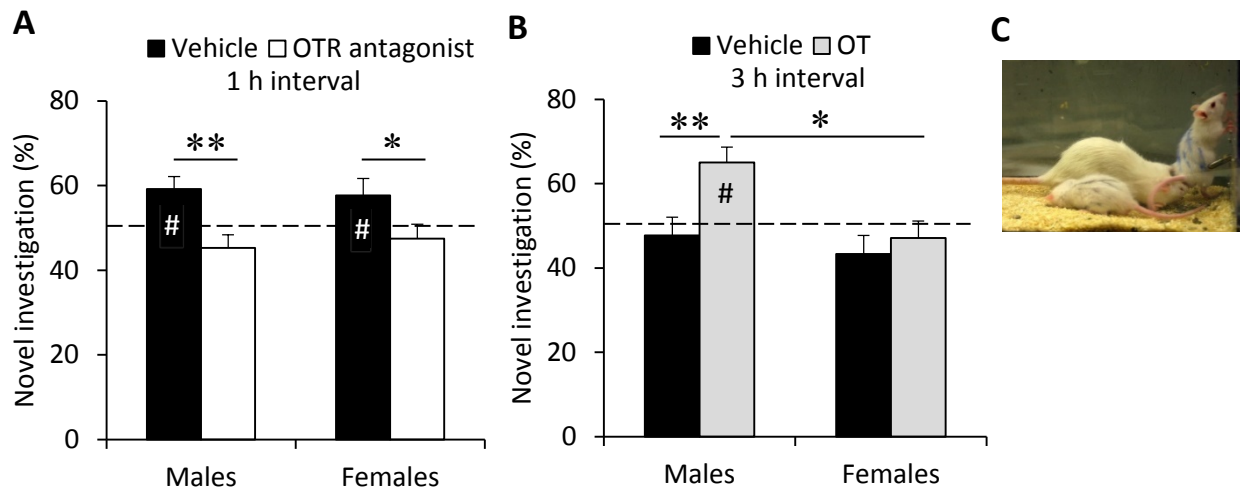 A
Vehicle OTR antagonist
1 h interval
Novel investigation (%)
80
60
40
20
0
**
*
#
#
Males Females
B
Vehicle OT
3 h interval
Novel investigation (%)
80
60
40
20
0
**
*
#
Males Females
C